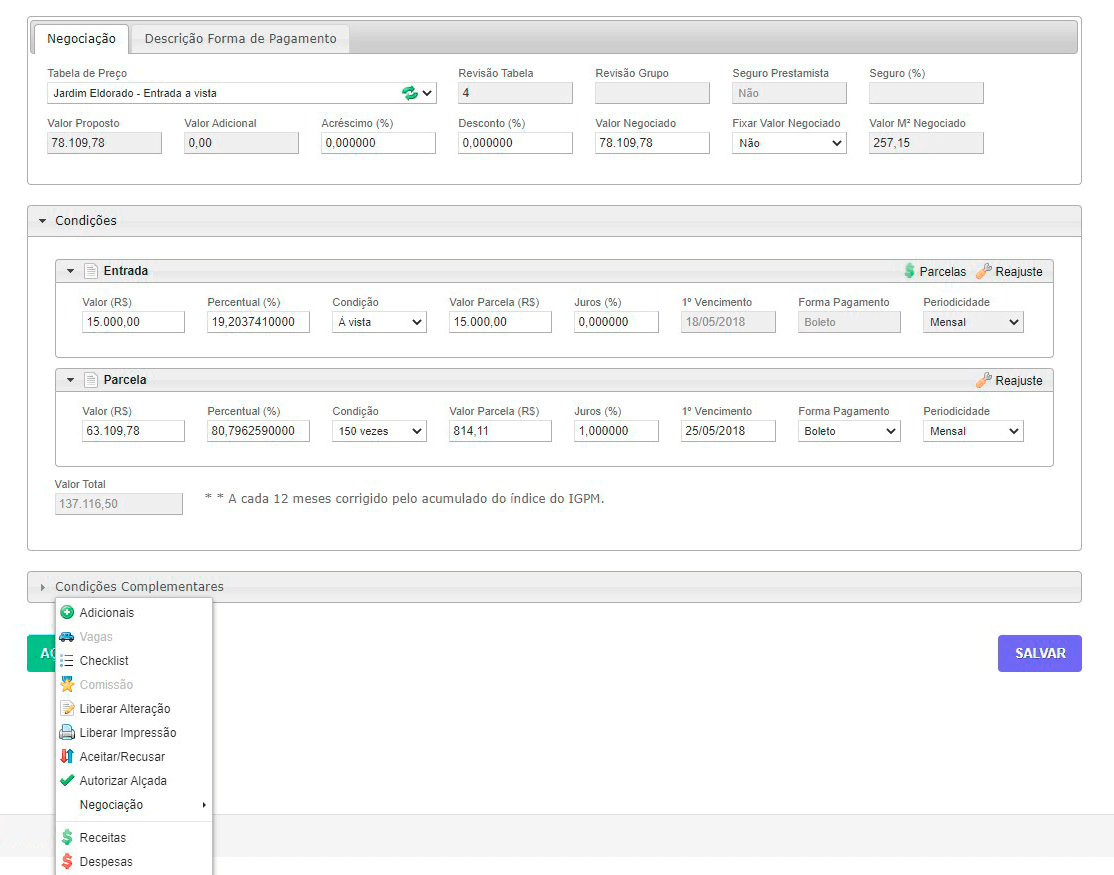 Negociação Descrição Forma de Pagamento
Tabela de Preço Revisão Tabela Revisão Grupo Seguro Prestamista Seguro (%)
Jardim Eldorado - Entrada a vista 4 Não
Valor Proposto Valor Adicional Acréscimo (%) Desconto (%) Valor Negociado Fixar Valor Negociado Valor M² Negociado
78.109,78 0,00 0,000000 0,000000 78.109,78 Não 257,15
Condições
Entrada Parcelas Reajuste
Valor (R$) Percentual (%) Condição Valor Parcela (R$) Juros (%) 1º Vencimento Forma Pagamento Periodicidade
15.000,00 19,2037410000 Á vista 15.000,00 0,000000 18/05/2018 Boleto Mensal
Parcela Reajuste
Valor (R$) Percentual (%) Condição Valor Parcela (R$) Juros (%) 1º Vencimento Forma Pagamento Periodicidade
63.109,78 80,7962590000 150 vezes 814,11 1,000000 25/05/2018 Boleto Mensal
Valor Total
137.116,50 * * A cada 12 meses corrigido pelo acumulado do índice do IGPM.
Condições Complementares
Adicionais
Vagas
Checklist
Comissão
Liberar Alteração
Liberar Impressão
Aceitar/Recusar
Autorizar Alçada
Negociação
Receitas
Despesas
SALVAR